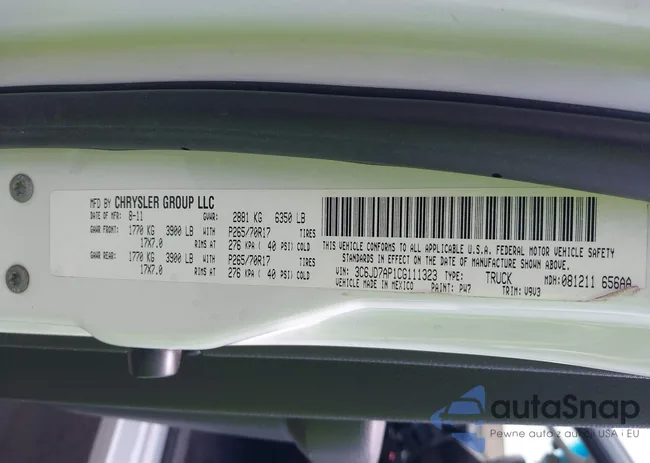 MFD BY CHRYSLER GROUP LLC
DATE OF MFR: 8-11 GVWR: 2881 KG 6350 LB
GAWR FRONT: 1770 KG 3900 LB WITH P265/70R17 TIRES
17X7.0 RIMS AT 276 KPA ( 40 PSI) COLD
GAWR REAR: 1770 KG 3900 LB WITH P265/70R17 TIRES
17X7.0 RIMS AT 276 KPA ( 40 PSI) COLD
THIS VEHICLE CONFORMS TO ALL APPLICABLE U.S.A. FEDERAL MOTOR VEHICLE SAFETY
STANDARDS IN EFFECT ON THE DATE OF MANUFACTURE SHOWN ABOVE.
VIN: 3C6JD7AP1CG111323 TYPE: TRUCK MDH: 081211 656AA
VEHICLE MADE IN MEXICO PAINT: PW7 TRIM: V9V3
autaSnap
Pewne auto z aukcji USA i EU